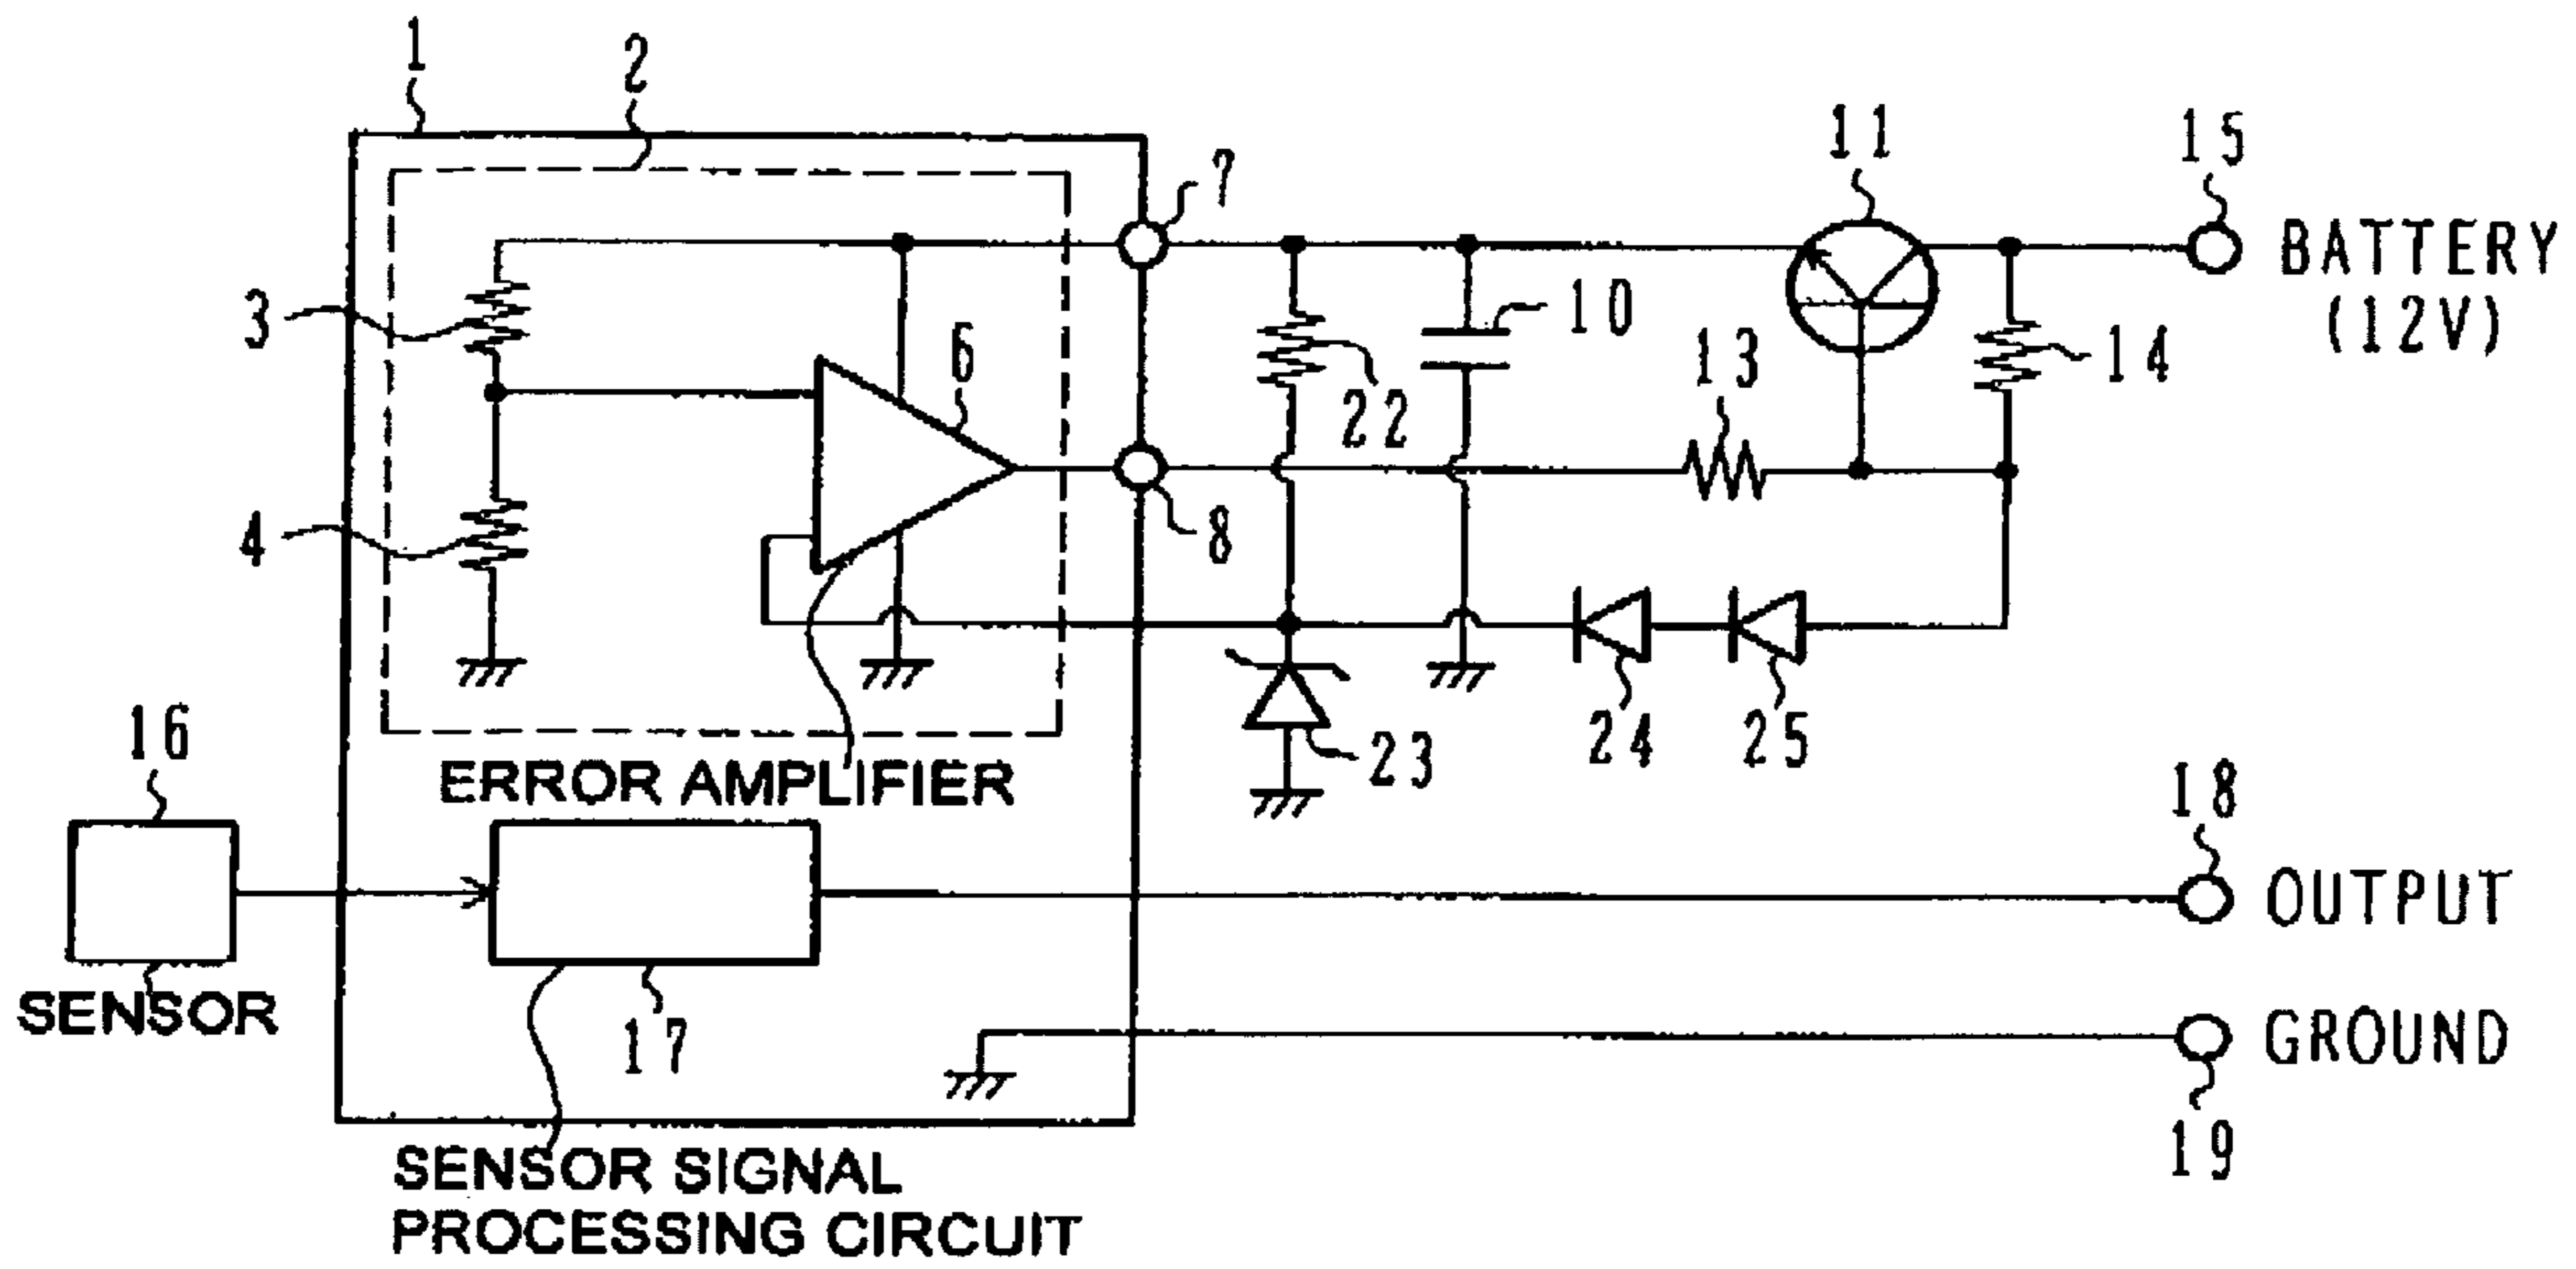 1
2
7
11
15
BATTERY
(12V)
3
6
10
22
13
14
4
8
24
25
23
16
ERROR AMPLIFIER
18
OUTPUT
SENSOR
17
GROUND
19
SENSOR SIGNAL
PROCESSING CIRCUIT